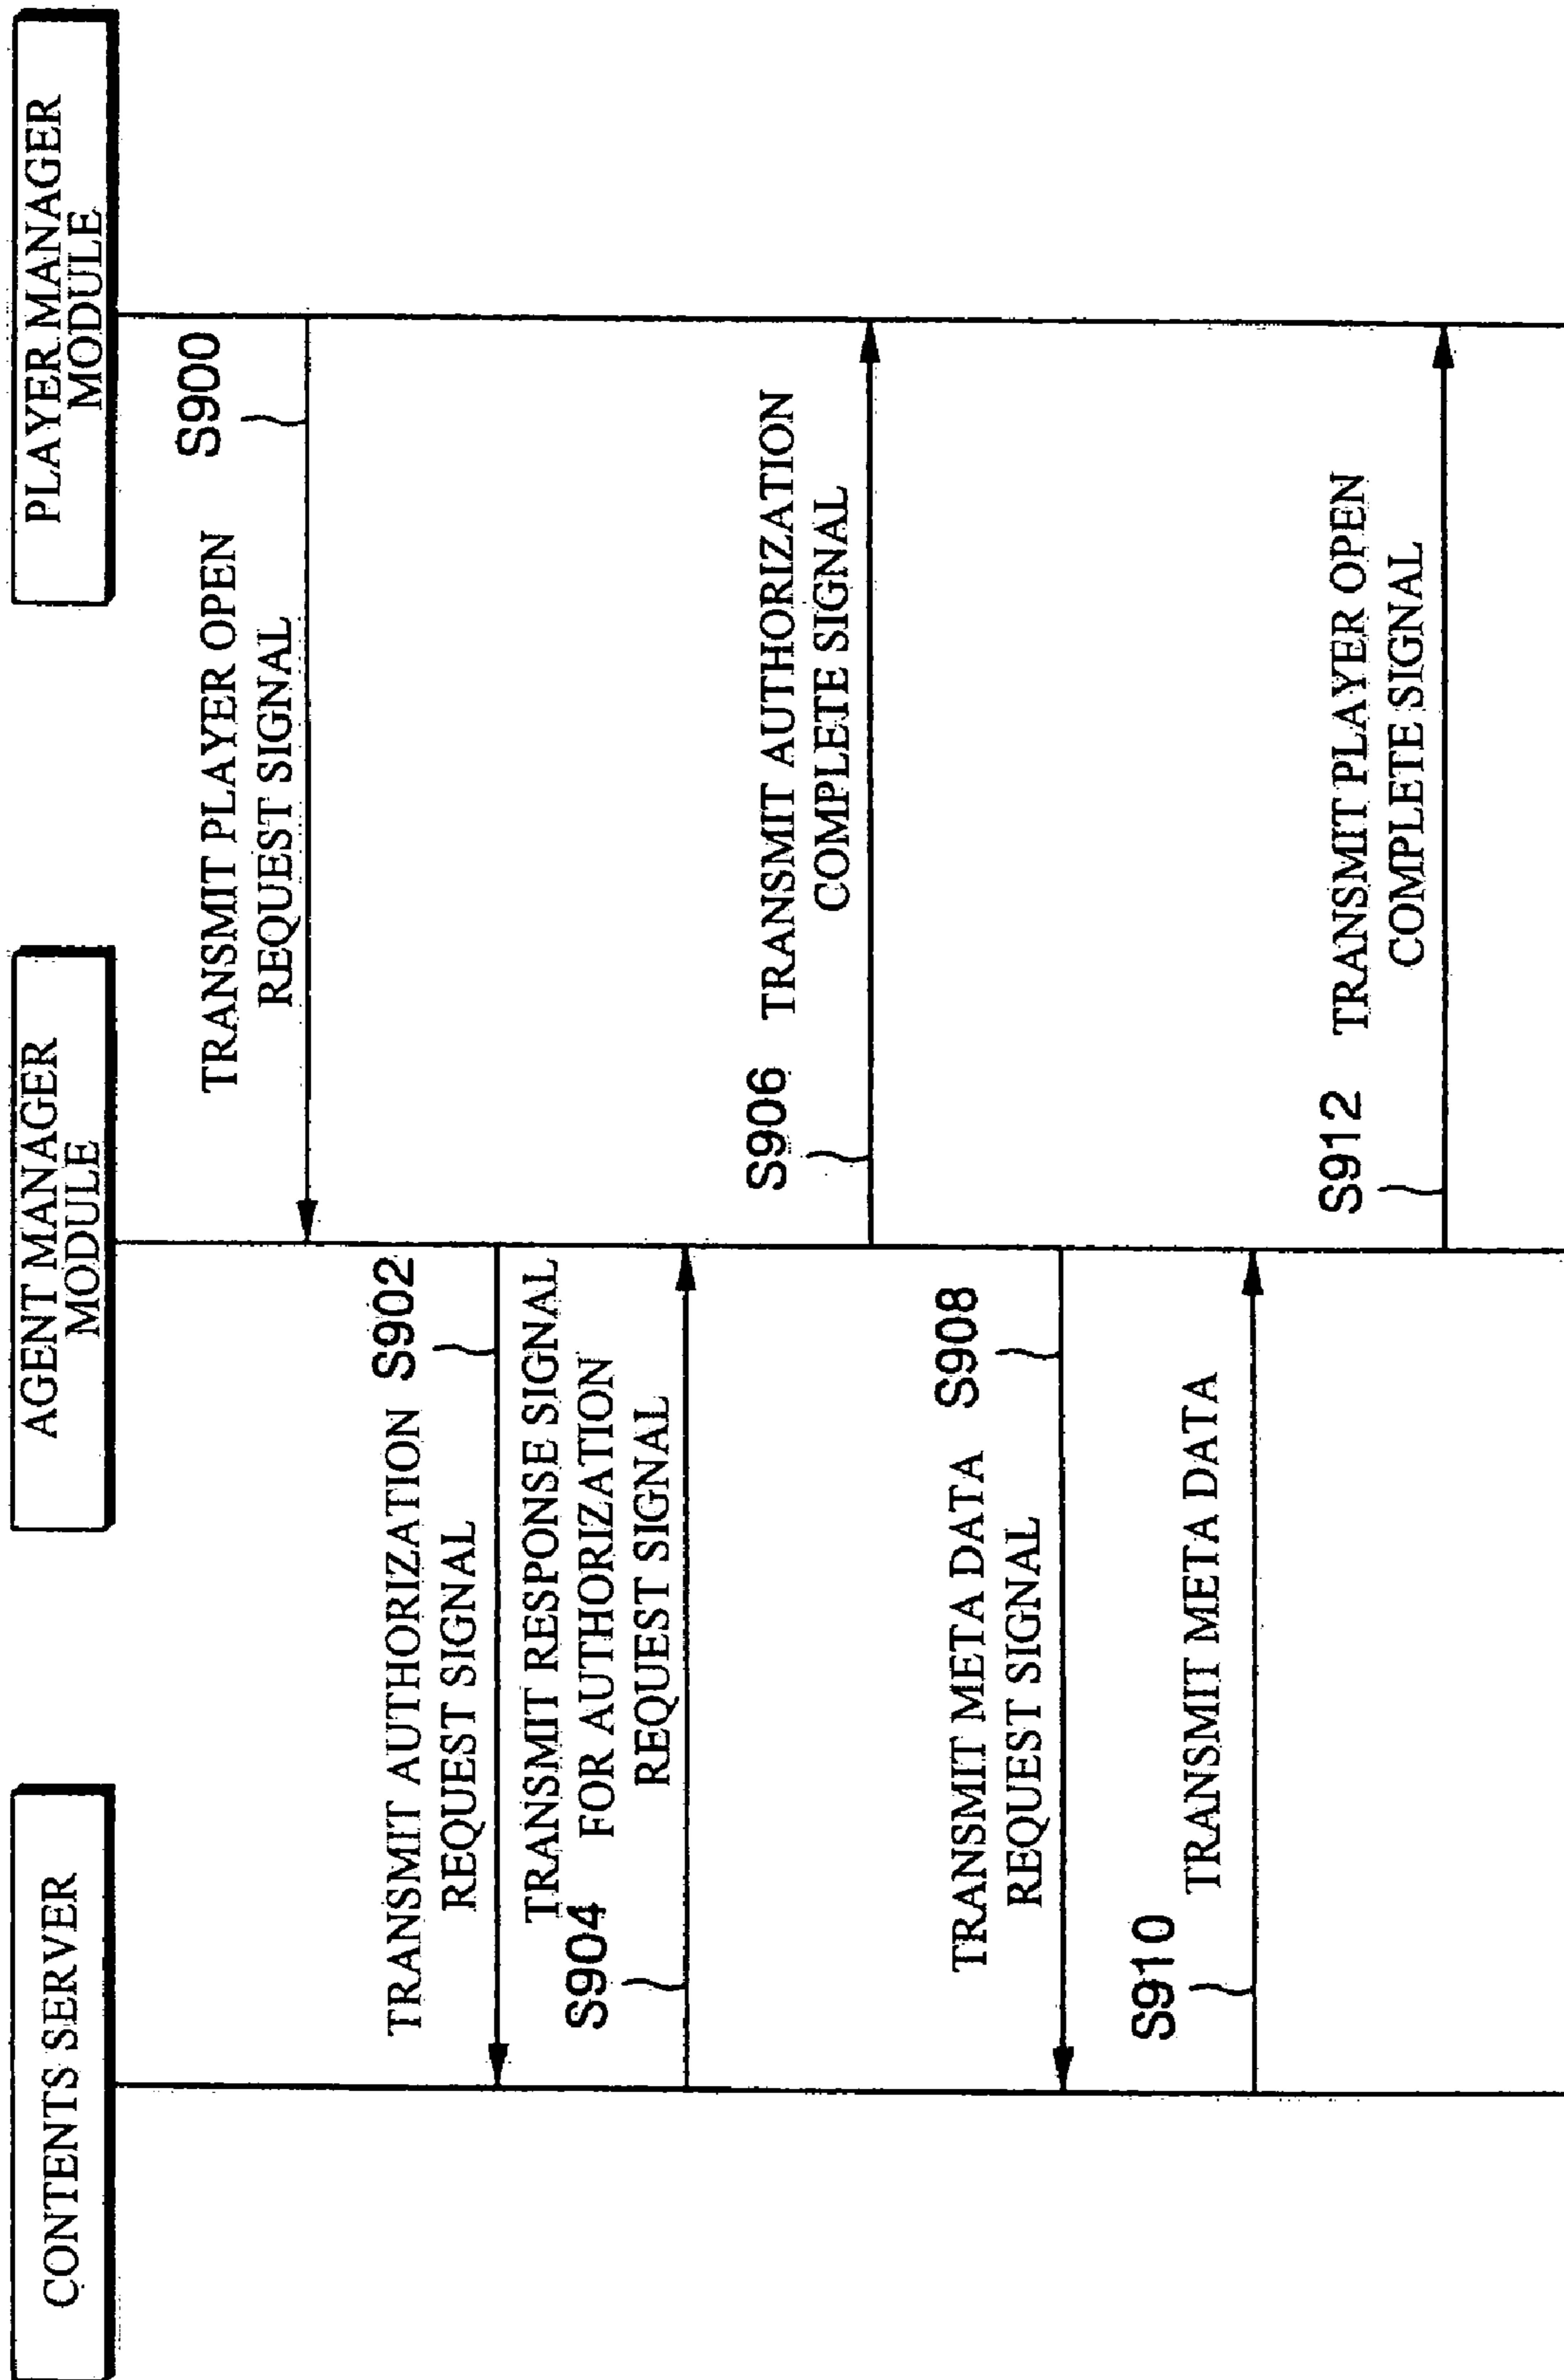 CONTENTS SERVER
AGENT MANAGER
MODULE
PLAYER MANAGER
MODULE
S900
TRANSMIT PLAYER OPEN
REQUEST SIGNAL
TRANSMIT AUTHORIZATION
REQUEST SIGNAL
S902
TRANSMIT RESPONSE SIGNAL
FOR AUTHORIZATION
REQUEST SIGNAL
S904
S906
TRANSMIT AUTHORIZATION
COMPLETE SIGNAL
TRANSMIT META DATA
REQUEST SIGNAL
S908
S910
TRANSMIT META DATA
S912
TRANSMIT PLAYER OPEN
COMPLETE SIGNAL